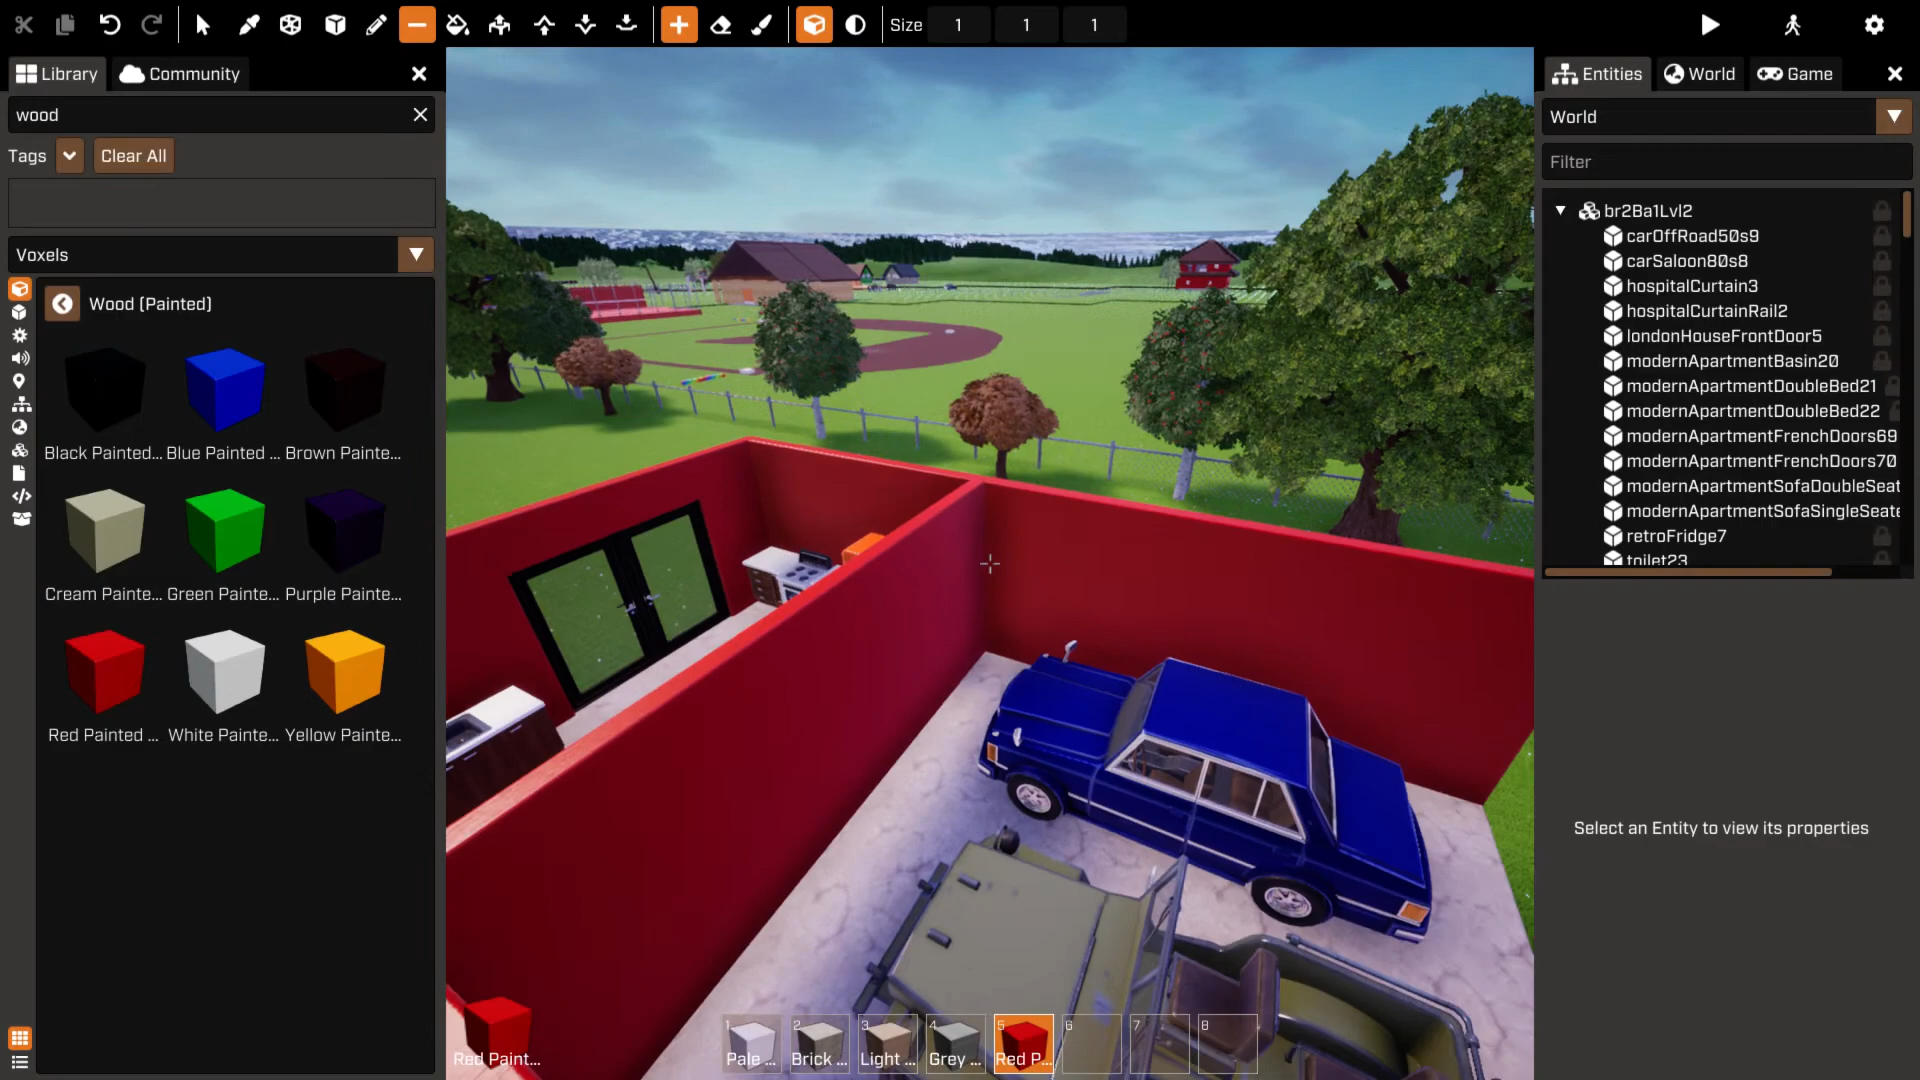 Size 1 1 1
Library Community
Entities World Game
wood
World
Tags Clear All
Filter
Voxels
Wood (Painted)
Black Painted... Blue Painted ... Brown Painte...
Cream Painte... Green Painte... Purple Painte...
Red Painted ... White Painte... Yellow Painte...
br2Ba1Lvl2
carOffRoad50s9
carSaloon80s8
hospitalCurtain3
hospitalCurtainRail2
londonHouseFrontDoor5
modernApartmentBasin20
modernApartmentDoubleBed21
modernApartmentDoubleBed22
modernApartmentFrenchDoors69
modernApartmentFrenchDoors70
modernApartmentSofaDoubleSeat
modernApartmentSofaSingleSeate
retroFridge7
toilet23
Select an Entity to view its properties
Red Paint...
1 2 3 4 5 6 7 8
Pale ... Brick ... Light ... Grey ... Red P...